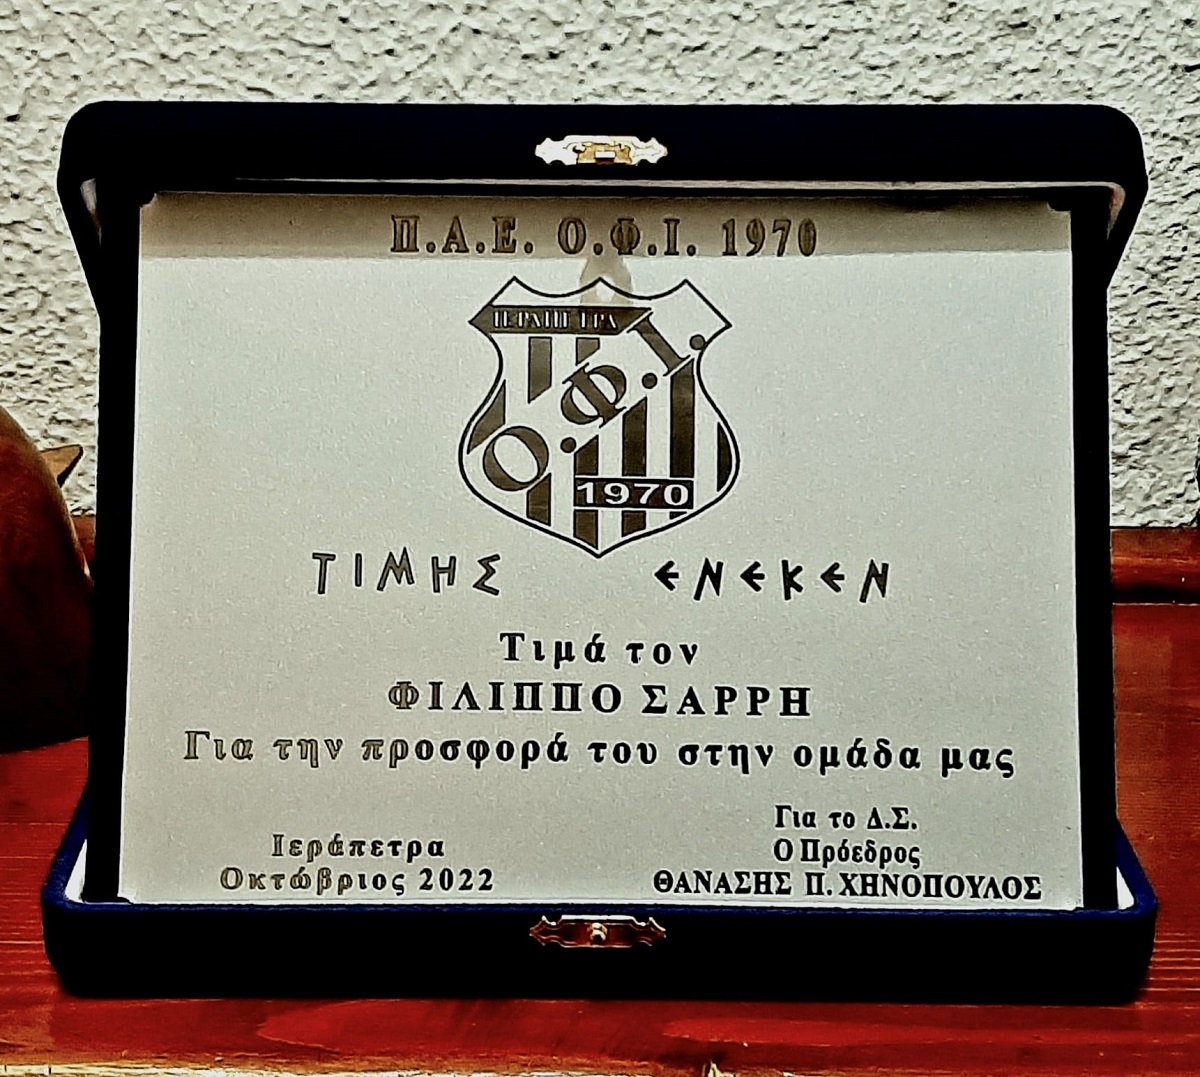 Π.Α.Ε. Ο.Φ.Ι. 1970
ΙΕΡΑΠΕΤΡΑ
Ο.Φ.Ι.
1970
ΤΙΜΗΣ ΕΝΕΚΕΝ
Τιμά τον
ΦΙΛΙΠΠΟ ΣΑΡΡΗ
Για την προσφορά του στην ομάδα μας
Ιεράπετρα
Οκτώβριος 2022
Για το Δ.Σ.
Ο Πρόεδρος
ΘΑΝΑΣΗΣ Π. ΧΗΝΟΠΟΥΛΟΣ